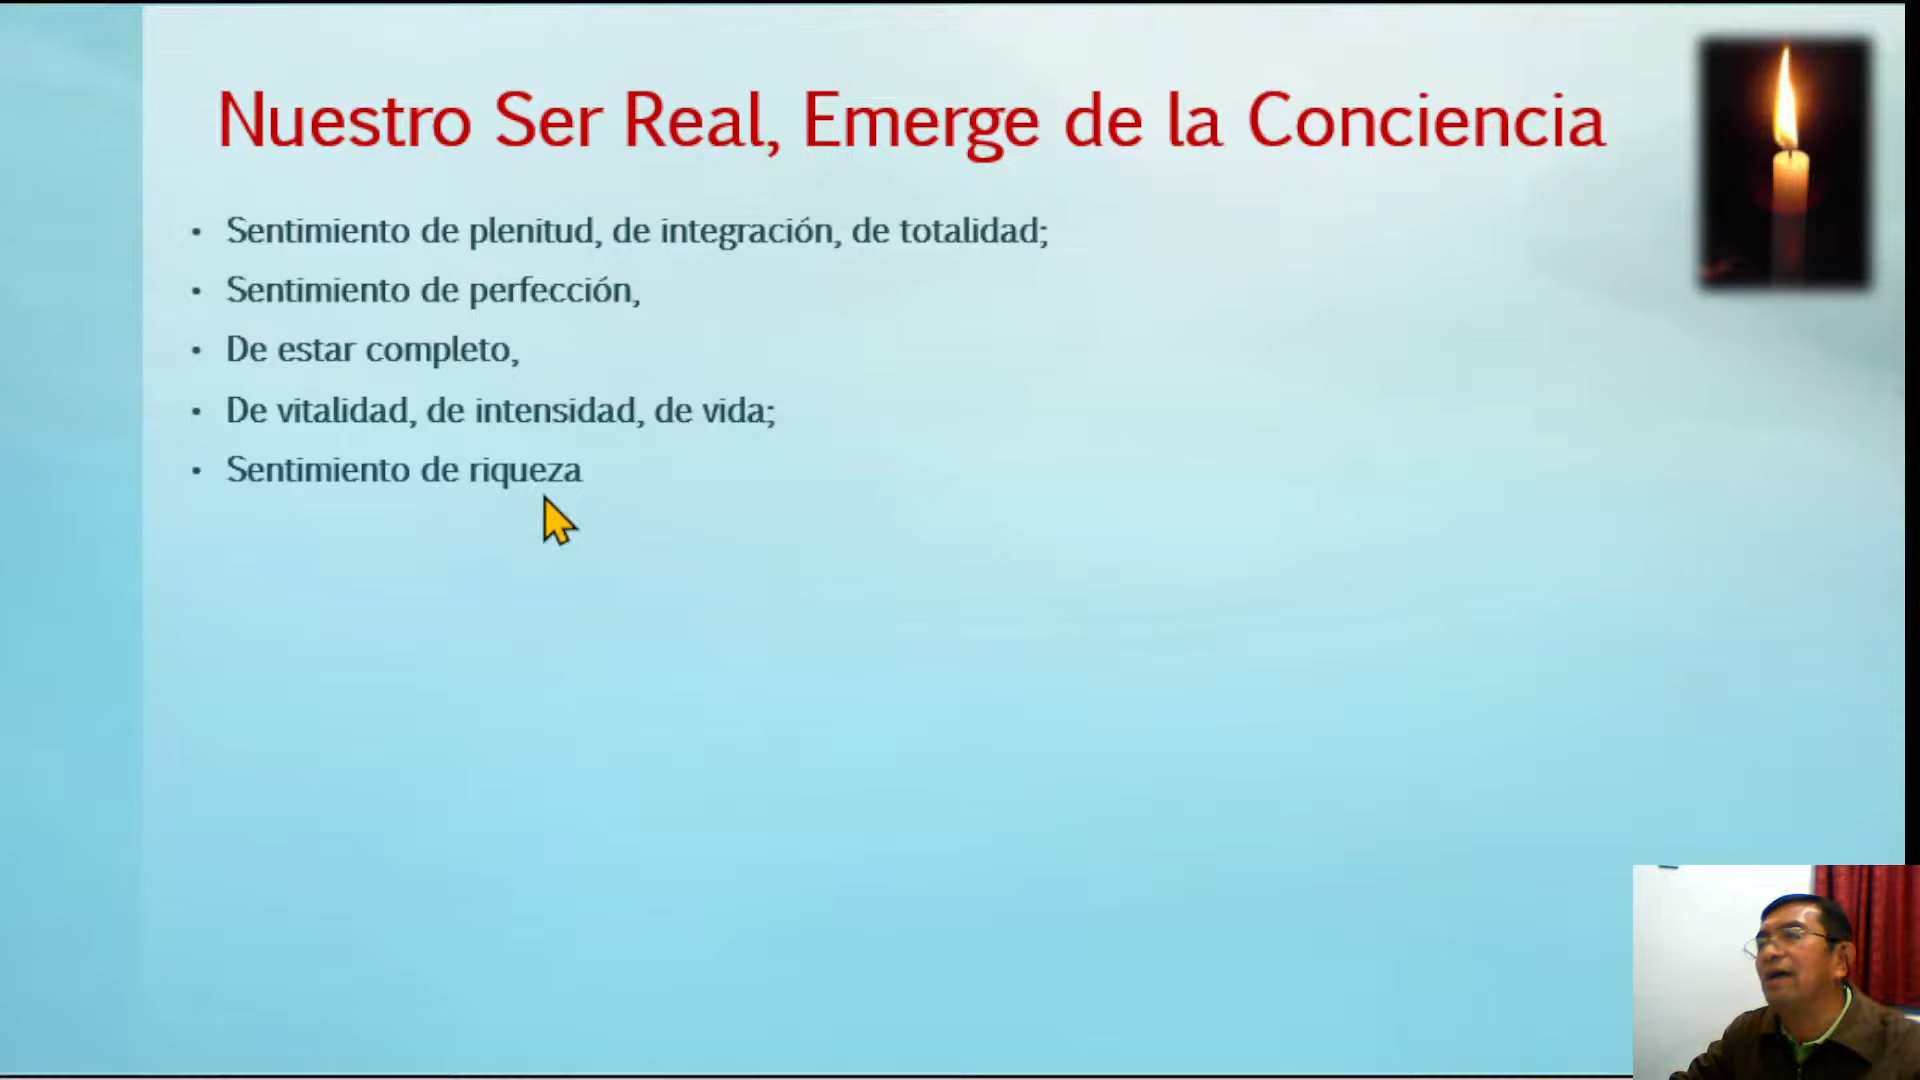 Nuestro Ser Real, Emerge de la Conciencia
• Sentimiento de plenitud, de integración, de totalidad;
• Sentimiento de perfección,
• De estar completo,
• De vitalidad, de intensidad, de vida;
• Sentimiento de riqueza